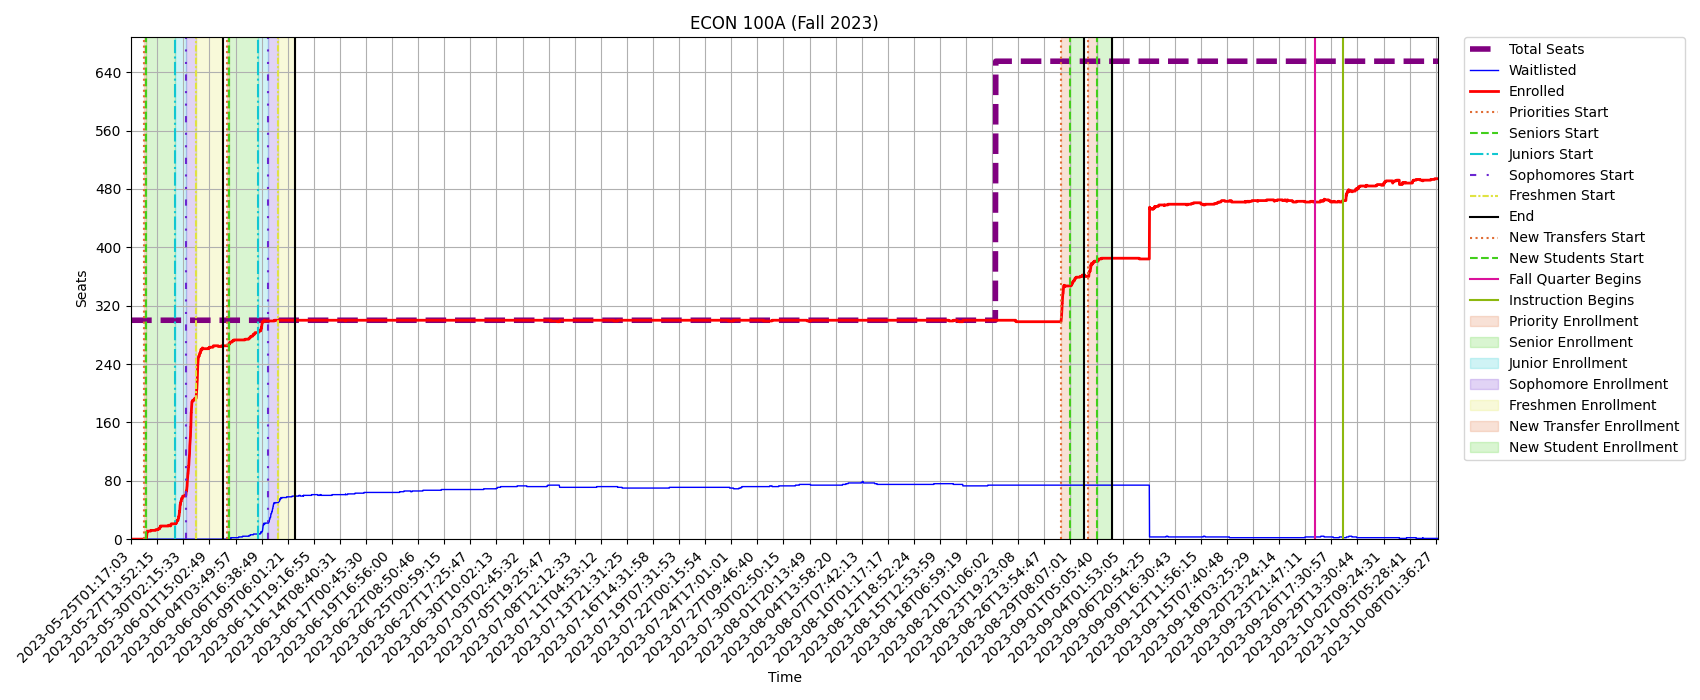 ECON 100A (Fall 2023)
Seats
640
560
480
400
320
240
160
80
0
2023-05-25T01:17:03
2023-05-27T13:52:15
2023-05-30T02:15:33
2023-06-01T15:02:49
2023-06-04T03:49:57
2023-06-06T16:38:49
2023-06-09T06:01:21
2023-06-11T19:16:55
2023-06-14T08:40:31
2023-06-17T00:45:30
2023-06-19T16:56:00
2023-06-22T08:50:46
2023-06-25T00:59:15
2023-06-27T17:25:47
2023-06-30T10:02:13
2023-07-03T02:45:32
2023-07-05T19:25:47
2023-07-08T12:12:33
2023-07-11T04:53:12
2023-07-13T21:31:25
2023-07-16T14:31:58
2023-07-19T07:31:53
2023-07-22T00:15:54
2023-07-24T17:01:01
2023-07-27T09:46:40
2023-07-30T02:50:15
2023-08-01T20:13:49
2023-08-04T13:58:20
2023-08-07T07:42:13
2023-08-10T01:17:17
2023-08-12T18:52:24
2023-08-15T12:53:59
2023-08-18T06:59:19
2023-08-21T01:06:02
2023-08-23T19:23:08
2023-08-26T13:54:47
2023-08-29T08:07:01
2023-09-01T05:05:40
2023-09-04T01:53:05
2023-09-06T20:54:25
2023-09-09T16:30:43
2023-09-12T11:56:15
2023-09-15T07:40:48
2023-09-18T03:25:29
2023-09-20T23:24:14
2023-09-23T21:47:11
2023-09-26T17:30:57
2023-09-29T13:30:44
2023-10-02T09:24:31
2023-10-05T05:28:41
2023-10-08T01:36:27
Time
Total Seats
Waitlisted
Enrolled
Priorities Start
Seniors Start
Juniors Start
Sophomores Start
Freshmen Start
End
New Transfers Start
New Students Start
Fall Quarter Begins
Instruction Begins
Priority Enrollment
Senior Enrollment
Junior Enrollment
Sophomore Enrollment
Freshmen Enrollment
New Transfer Enrollment
New Student Enrollment